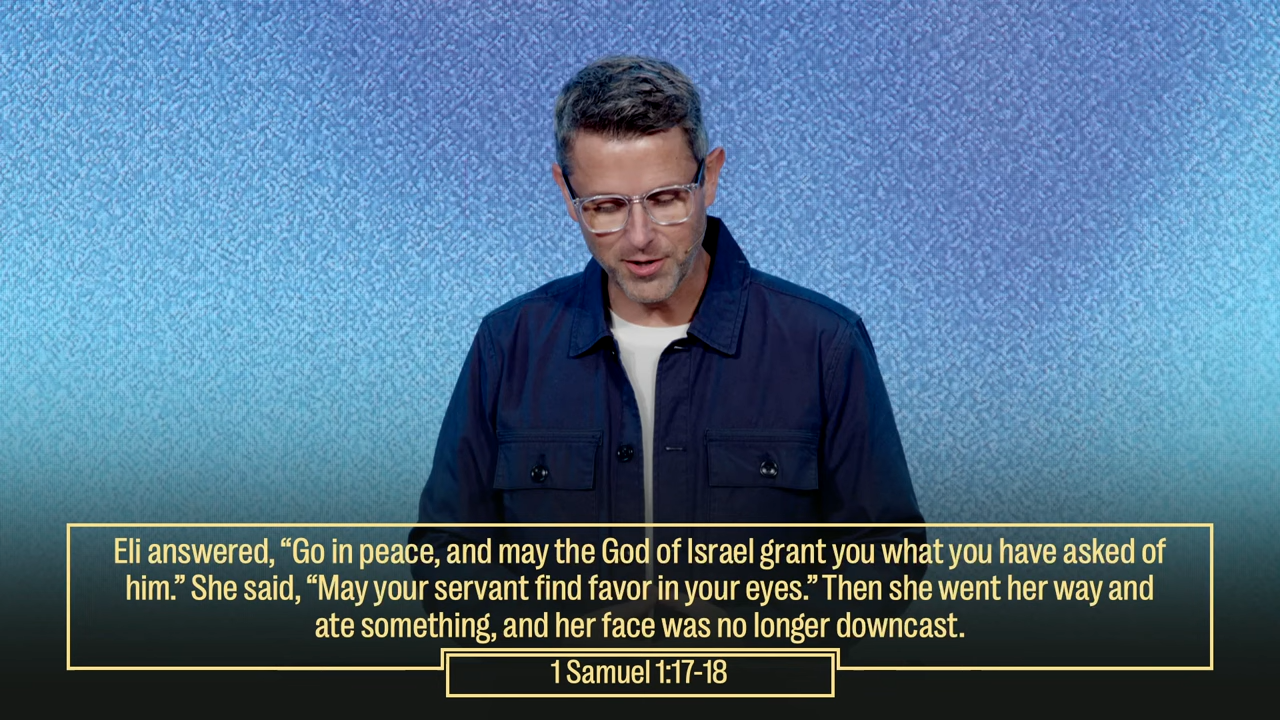 Eli answered, “Go in peace, and may the God of Israel grant you what you have asked of
him.” She said, “May your servant find favor in your eyes.” Then she went her way and
ate something, and her face was no longer downcast.
1 Samuel 1:17-18